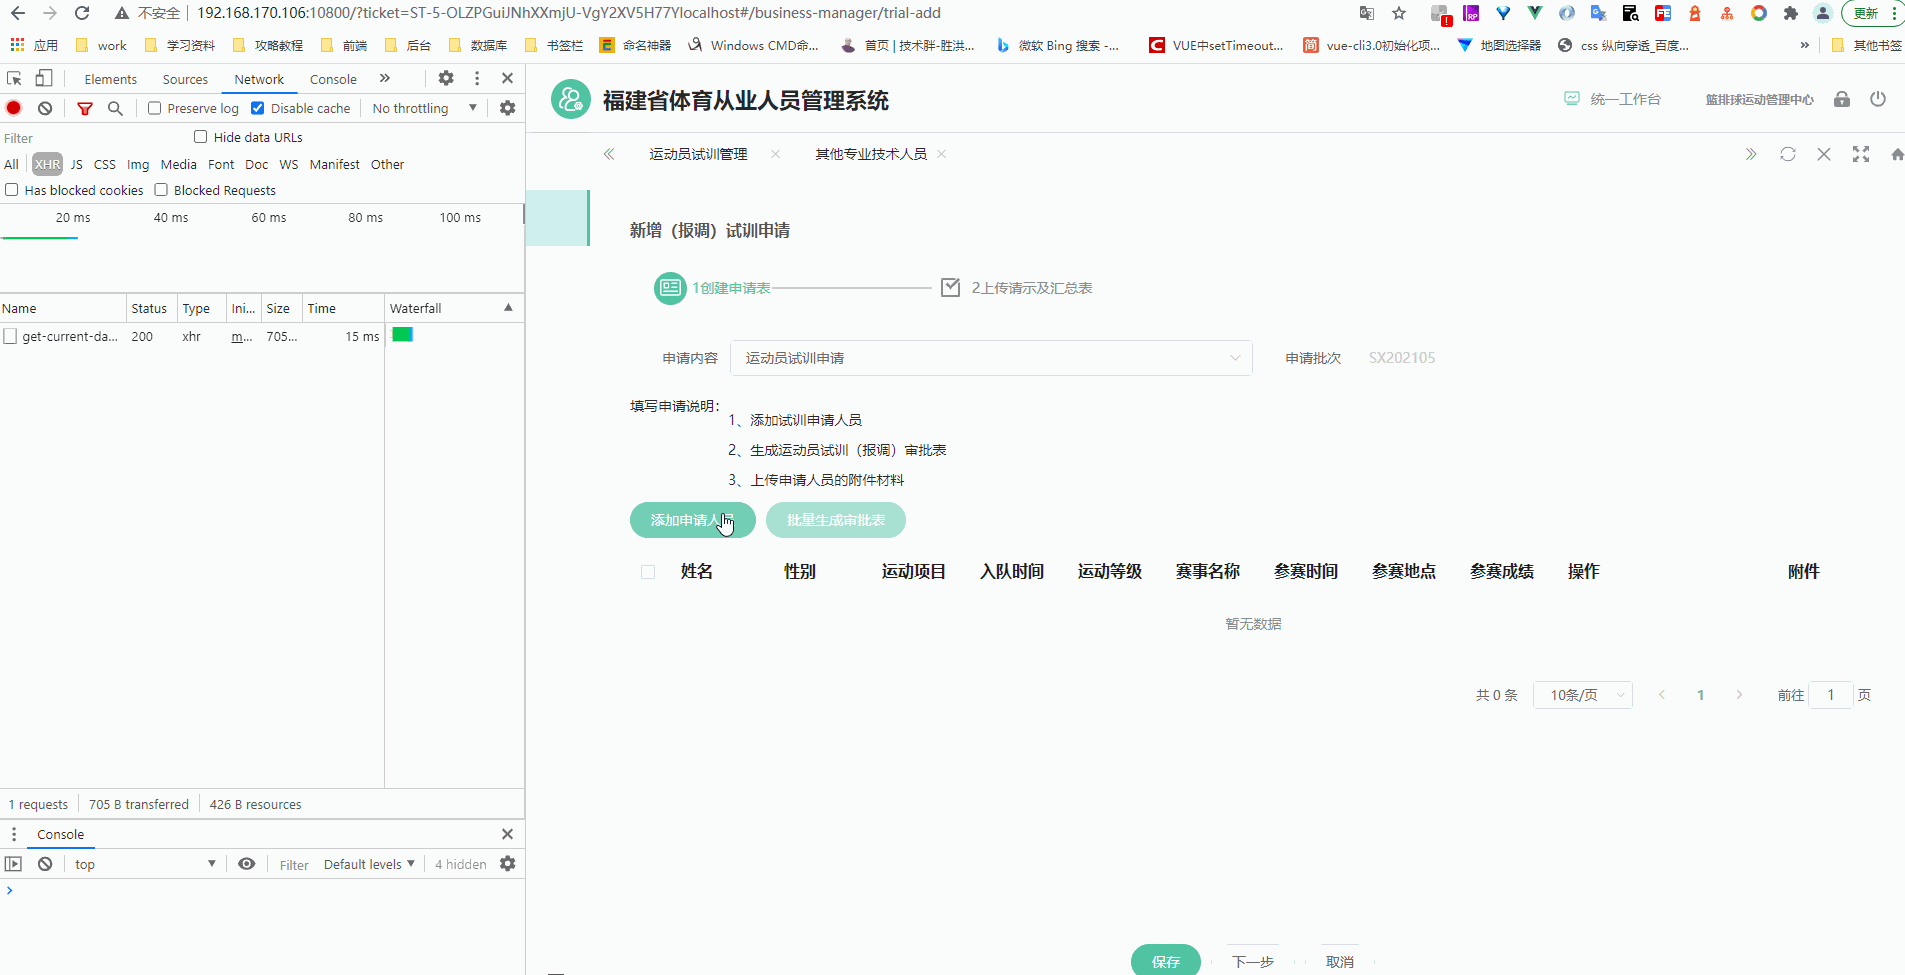 不安全 192.168.170.106:10800/?ticket=ST-5-OLZPGuiJNhXXmjU-VgY2XV5H77Ylocalhost#/business-manager/trial-add 更新
应用 work 学习资料 攻略教程 前端 后台 数据库 书签栏 命名神器 Windows CMD命... 首页 | 技术胖-胜洪... 微软 Bing 搜索 -... VUE中setTimeout... vue-cli3.0初始化项... 地图选择器 css 纵向穿透_百度... 其他书签
Elements Sources Network Console
Preserve log Disable cache No throttling
Filter Hide data URLs
All XHR JS CSS Img Media Font Doc WS Manifest Other
Has blocked cookies Blocked Requests
20 ms 40 ms 60 ms 80 ms 100 ms
Name Status Type Ini... Size Time Waterfall
get-current-da... 200 xhr m... 705... 15 ms
1 requests 705 B transferred 426 B resources
Console
top Filter Default levels 4 hidden
福建省体育从业人员管理系统 统一工作台 篮排球运动管理中心
运动员试训管理 其他专业技术人员
新增（报调）试训申请
1创建申请表 2上传请示及汇总表
申请内容 运动员试训申请 申请批次 SX202105
填写申请说明：
1、添加试训申请人员
2、生成运动员试训（报调）审批表
3、上传申请人员的附件材料
添加申请人员 批量生成审批表
姓名 性别 运动项目 入队时间 运动等级 赛事名称 参赛时间 参赛地点 参赛成绩 操作 附件
暂无数据
共 0 条 10条/页 1 前往 1 页
保存 下一步 取消